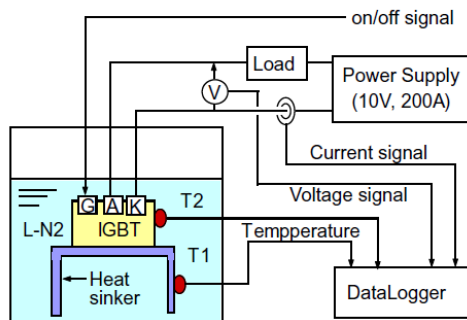 on/off signal
Load
Power Supply
(10V, 200A)
V
Current signal
Voltage signal
G A K
T2
L-N2
IGBT
T1
Tempperature
Heat
sinker
DataLogger